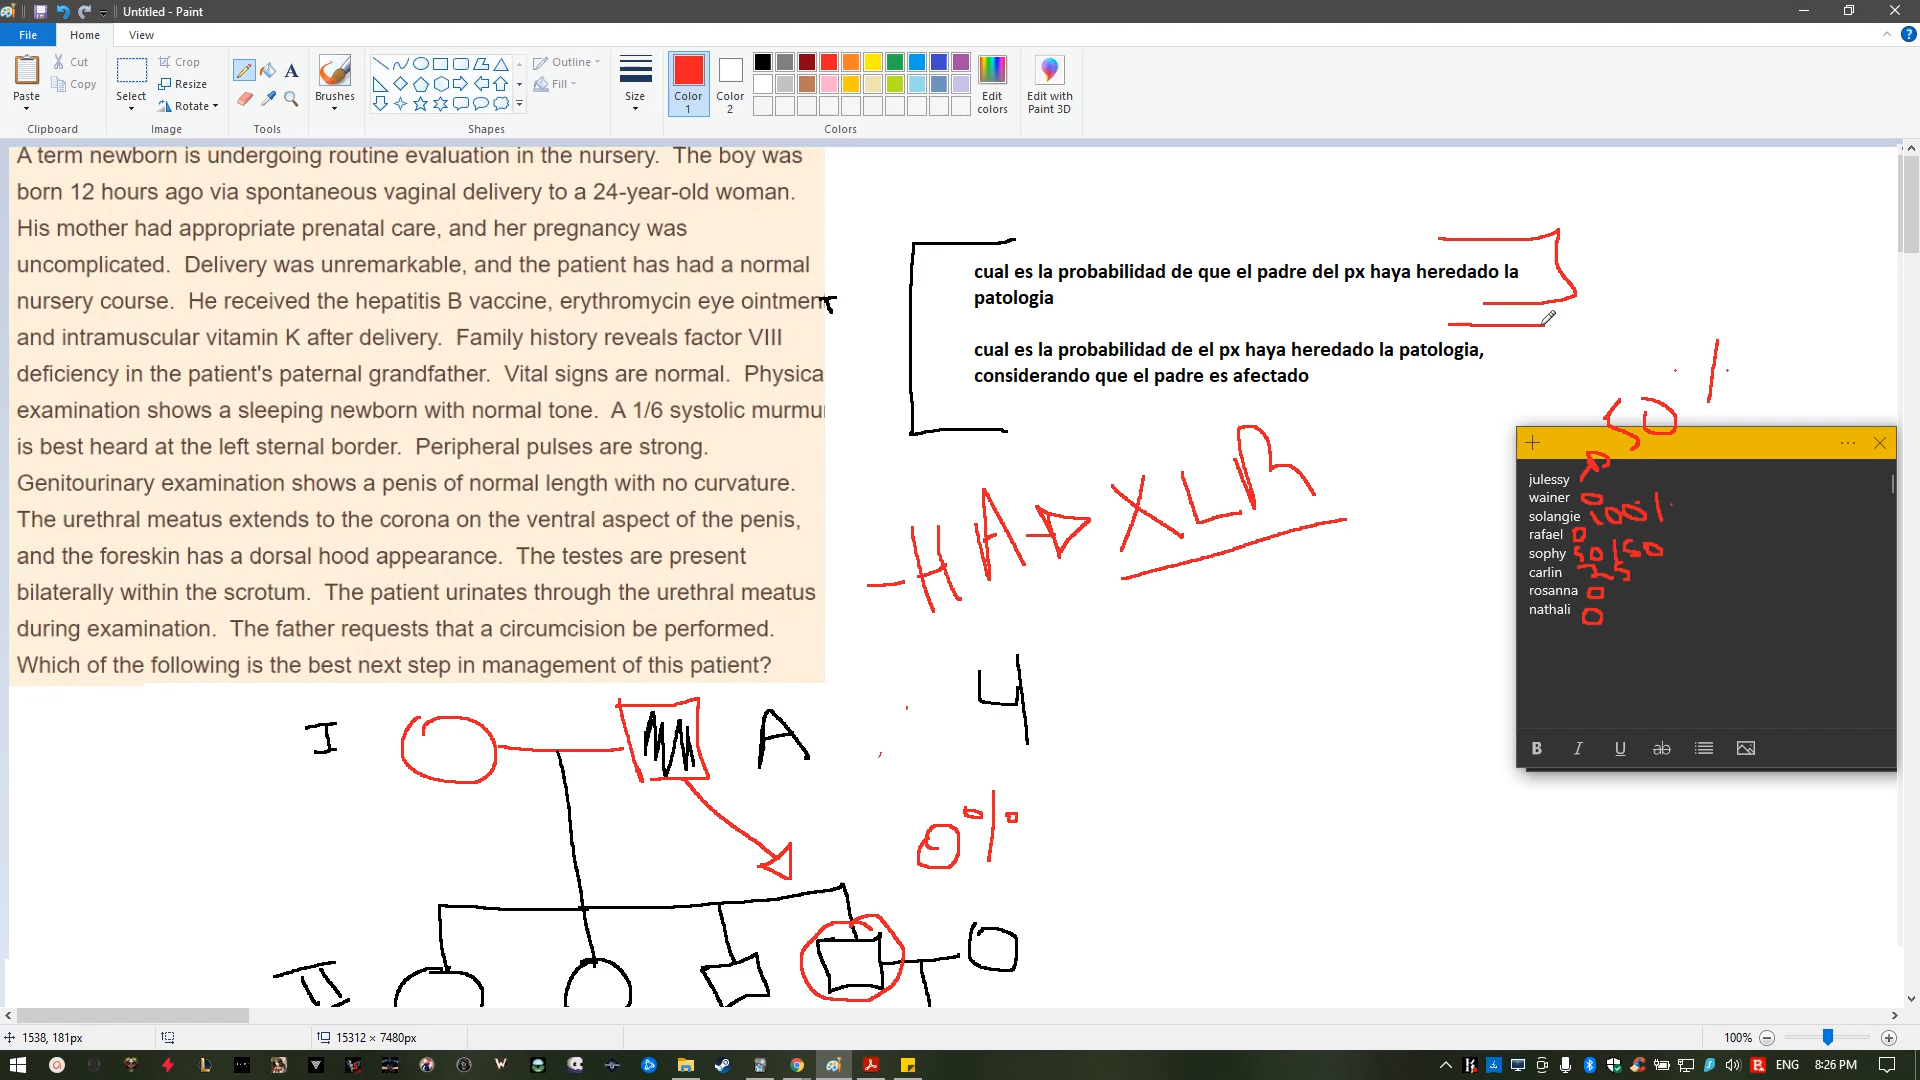 Untitled - Paint
File
Home
View
Paste
Cut
Copy
Clipboard
Select
Crop
Resize
Rotate
Image
Tools
Brushes
Shapes
Outline
Fill
Size
Color 1
Color 2
Edit colors
Edit with Paint 3D
Colors
A term newborn is undergoing routine evaluation in the nursery. The boy was
born 12 hours ago via spontaneous vaginal delivery to a 24-year-old woman.
His mother had appropriate prenatal care, and her pregnancy was
uncomplicated. Delivery was unremarkable, and the patient has had a normal
nursery course. He received the hepatitis B vaccine, erythromycin eye ointmen
and intramuscular vitamin K after delivery. Family history reveals factor VIII
deficiency in the patient's paternal grandfather. Vital signs are normal. Physica
examination shows a sleeping newborn with normal tone. A 1/6 systolic murmur
is best heard at the left sternal border. Peripheral pulses are strong.
Genitourinary examination shows a penis of normal length with no curvature.
The urethral meatus extends to the corona on the ventral aspect of the penis,
and the foreskin has a dorsal hood appearance. The testes are present
bilaterally within the scrotum. The patient urinates through the urethral meatus
during examination. The father requests that a circumcision be performed.
Which of the following is the best next step in management of this patient?
cual es la probabilidad de que el padre del px haya heredado la
patologia
cual es la probabilidad de el px haya heredado la patologia,
considerando que el padre es afectado
50 %
HA XLR
julessy
wainer 0
solangie 100%
rafael 0
sophy 50 150
carlin 25
rosanna 0
nathali 0
B I U ab
I
A
4
0%
II
1538, 181px
15312 × 7480px
100%
ENG
8:26 PM